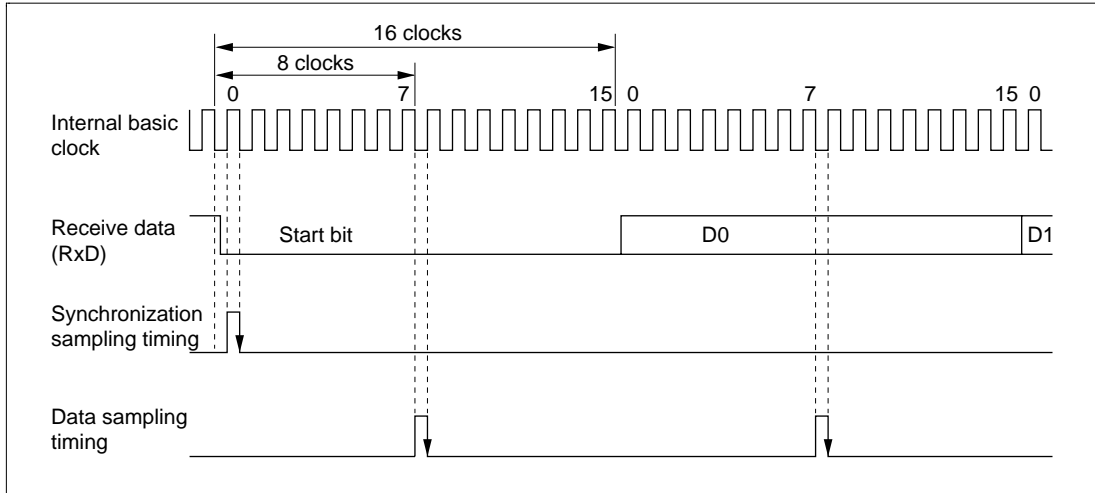 16 clocks
8 clocks
0 7 15 0 7 15 0
Internal basic
clock
Receive data
(RxD)
Start bit
D0
D1
Synchronization
sampling timing
Data sampling
timing